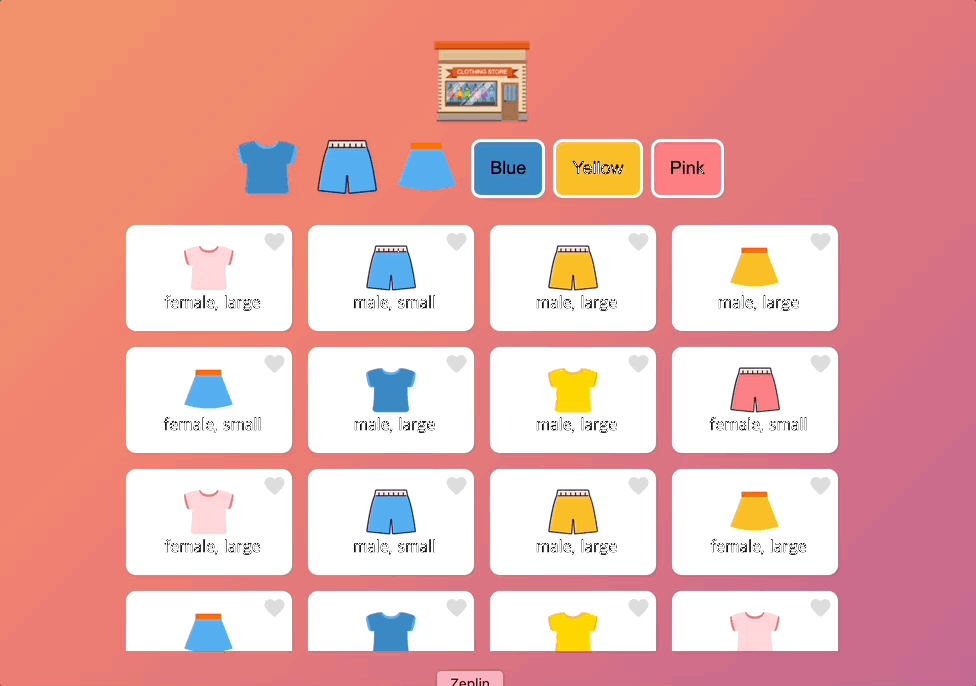 CLOTHING STORE
Blue
Yellow
Pink
female, large
male, small
male, large
male, large
female, small
male, large
male, large
female, small
female, large
male, small
male, large
female, large
Zeplin